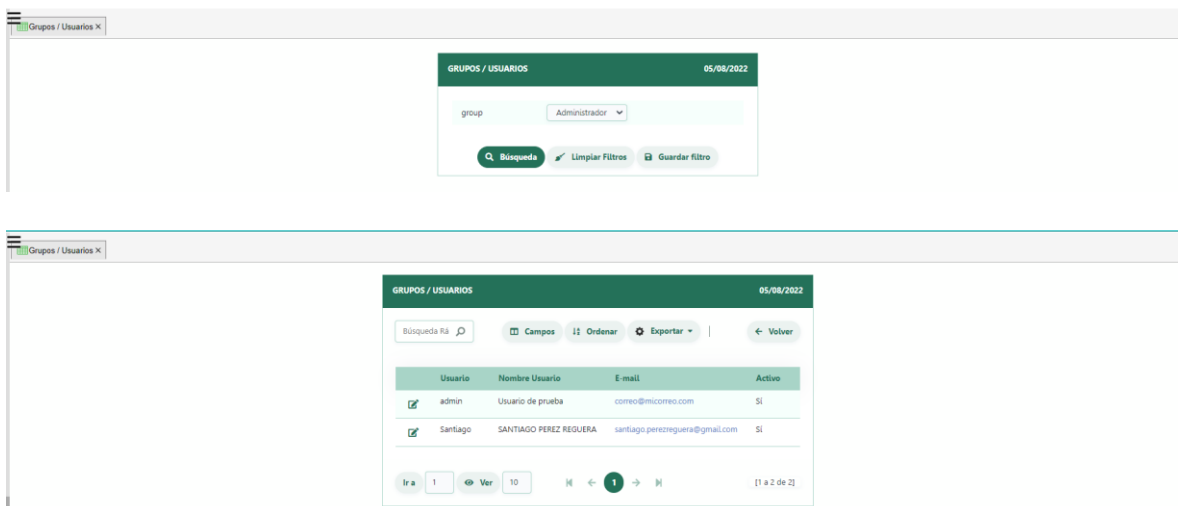 Grupos / Usuarios ×
GRUPOS / USUARIOS 05/08/2022
group Administrador
Búsqueda Limpiar Filtros Guardar filtro
Grupos / Usuarios ×
GRUPOS / USUARIOS 05/08/2022
Búsqueda Rá Campos Ordenar Exportar Volver
Usuario Nombre Usuario E-mail Activo
admin Usuario de prueba correo@micorreo.com Sí
Santiago SANTIAGO PEREZ REGUERA santiago.perezreguera@gmail.com Sí
Ir a 1 Ver 10 1 [1 a 2 de 2]